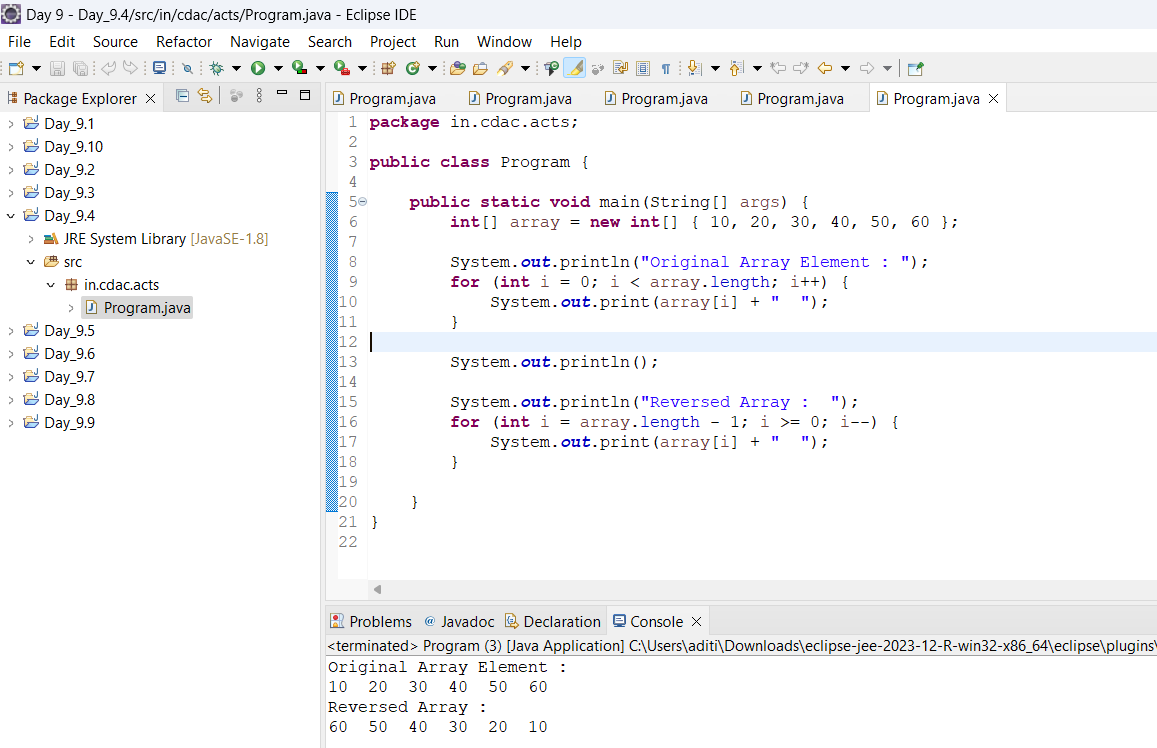 Day 9 - Day_9.4/src/in/cdac/acts/Program.java - Eclipse IDE
File Edit Source Refactor Navigate Search Project Run Window Help
Package Explorer
Day_9.1
Day_9.10
Day_9.2
Day_9.3
Day_9.4
JRE System Library [JavaSE-1.8]
src
in.cdac.acts
Program.java
Day_9.5
Day_9.6
Day_9.7
Day_9.8
Day_9.9
Program.java Program.java Program.java Program.java Program.java
1 package in.cdac.acts;
2
3 public class Program {
4
5     public static void main(String[] args) {
6         int[] array = new int[] { 10, 20, 30, 40, 50, 60 };
7
8         System.out.println("Original Array Element : ");
9         for (int i = 0; i < array.length; i++) {
10             System.out.print(array[i] + "  ");
11         }
12
13         System.out.println();
14
15         System.out.println("Reversed Array :  ");
16         for (int i = array.length - 1; i >= 0; i--) {
17             System.out.print(array[i] + "  ");
18         }
19
20     }
21 }
22
Problems @ Javadoc Declaration Console
<terminated> Program (3) [Java Application] C:\Users\aditi\Downloads\eclipse-jee-2023-12-R-win32-x86_64\eclipse\plugins\
Original Array Element :
10  20  30  40  50  60
Reversed Array :
60  50  40  30  20  10